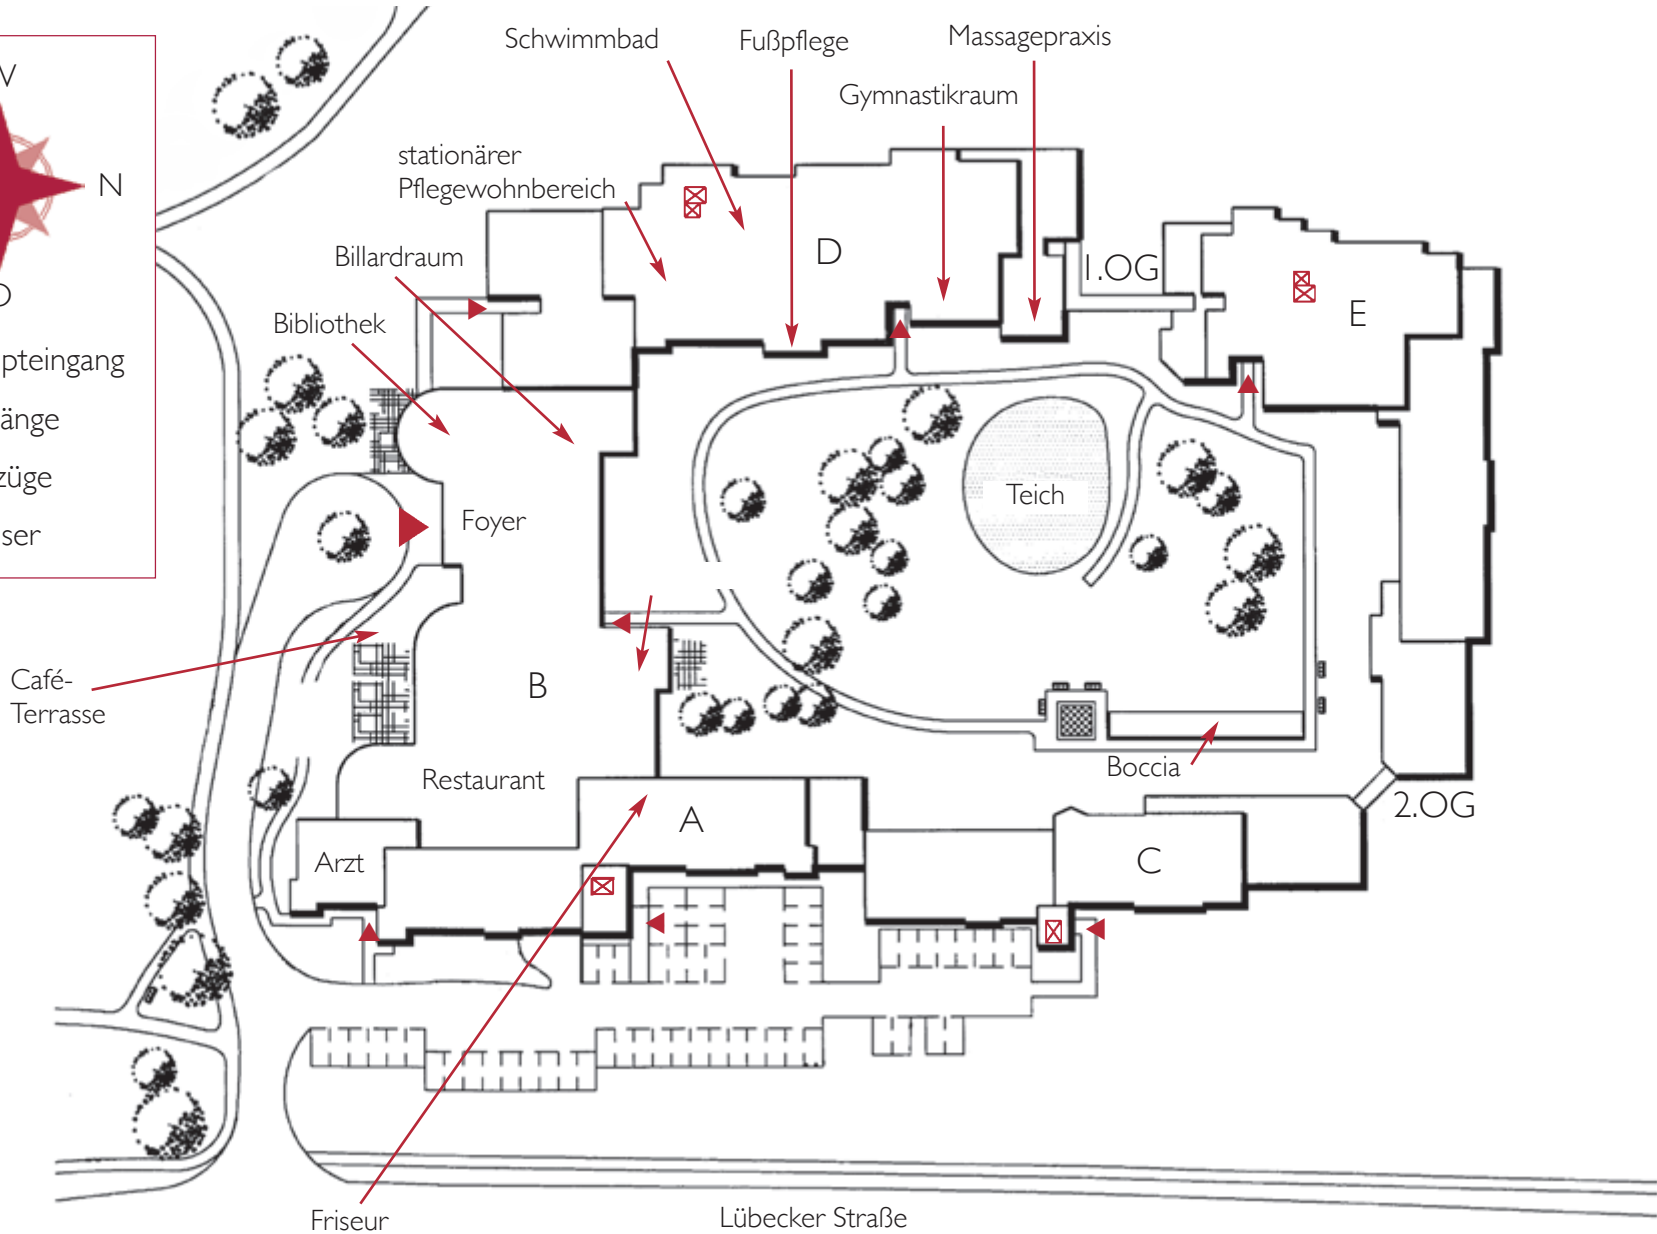 Schwimmbad
Fußpflege
Massagepraxis
Gymnastikraum
N
stationärer
Pflegewohnbereich
Billardraum
Bibliothek
D
1.OG
E
pteingang
änge
züge
ser
Foyer
Teich
Café-
Terrasse
B
Restaurant
Boccia
2.OG
A
Arzt
C
Friseur
Lübecker Straße